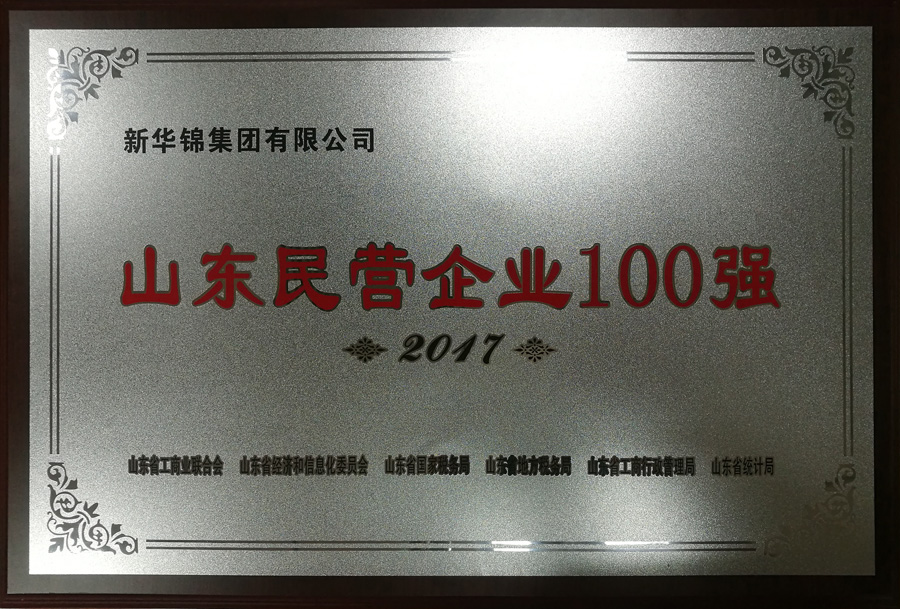 新华锦集团有限公司
山东民营企业100强
2017
山东省工商业联合会 山东省经济和信息化委员会 山东省国家税务局 山东省地方税务局 山东省工商行政管理局 山东省统计局